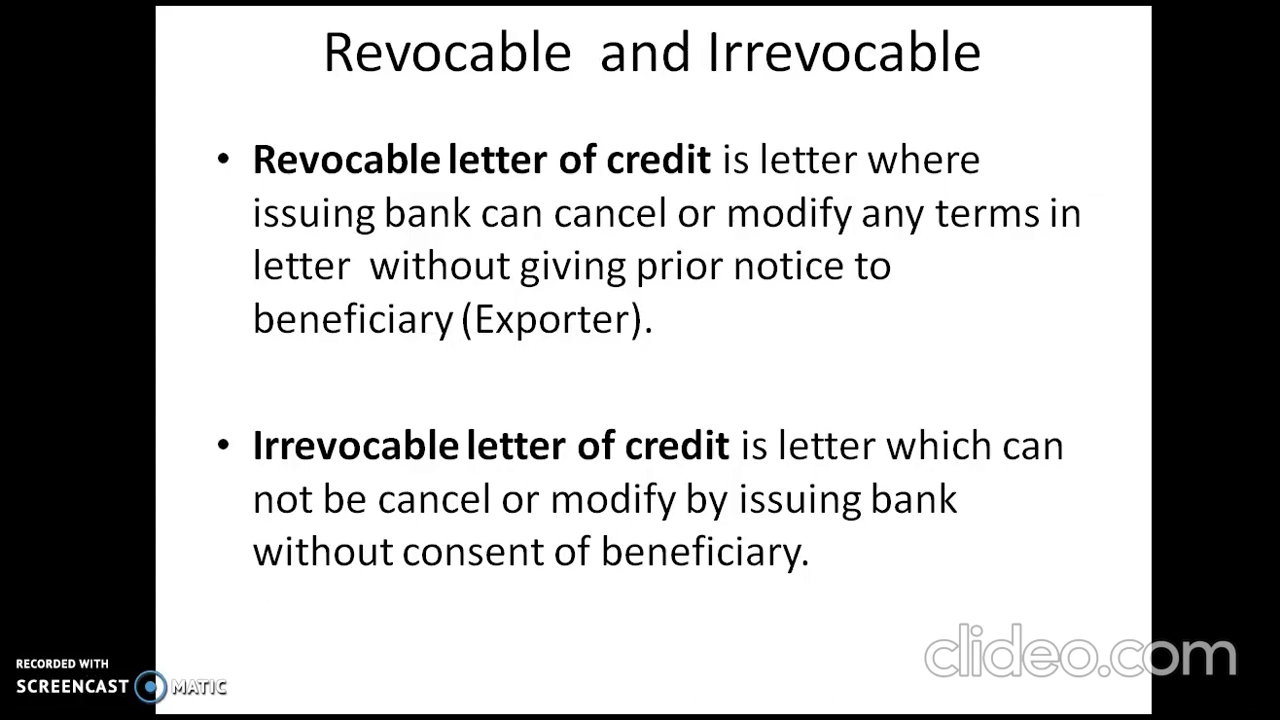 Revocable and Irrevocable
• Revocable letter of credit is letter where
issuing bank can cancel or modify any terms in
letter without giving prior notice to
beneficiary (Exporter).
• Irrevocable letter of credit is letter which can
not be cancel or modify by issuing bank
without consent of beneficiary.
clideo.com
RECORDED WITH
SCREENCAST MATIC